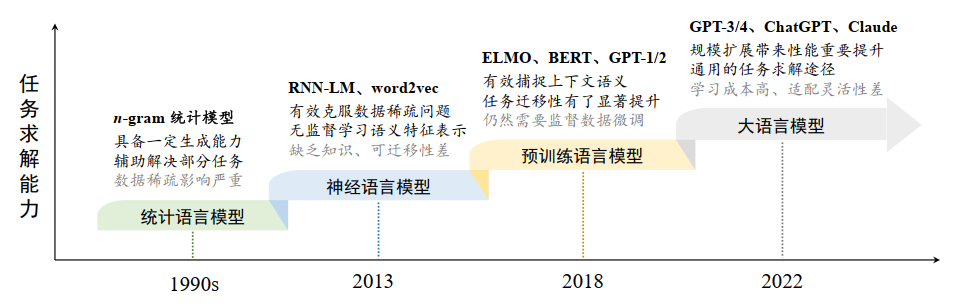 任务求解能力
n-gram 统计模型
具备一定生成能力
辅助解决部分任务
数据稀疏影响严重
统计语言模型
1990s
RNN-LM、word2vec
有效克服数据稀疏问题
无监督学习语义特征表示
缺乏知识、可迁移性差
神经语言模型
2013
ELMO、BERT、GPT-1/2
有效捕捉上下文语义
任务迁移性有了显著提升
仍然需要监督数据微调
预训练语言模型
2018
GPT-3/4、ChatGPT、Claude
规模扩展带来性能重要提升
通用的任务求解途径
学习成本高、适配灵活性差
大语言模型
2022